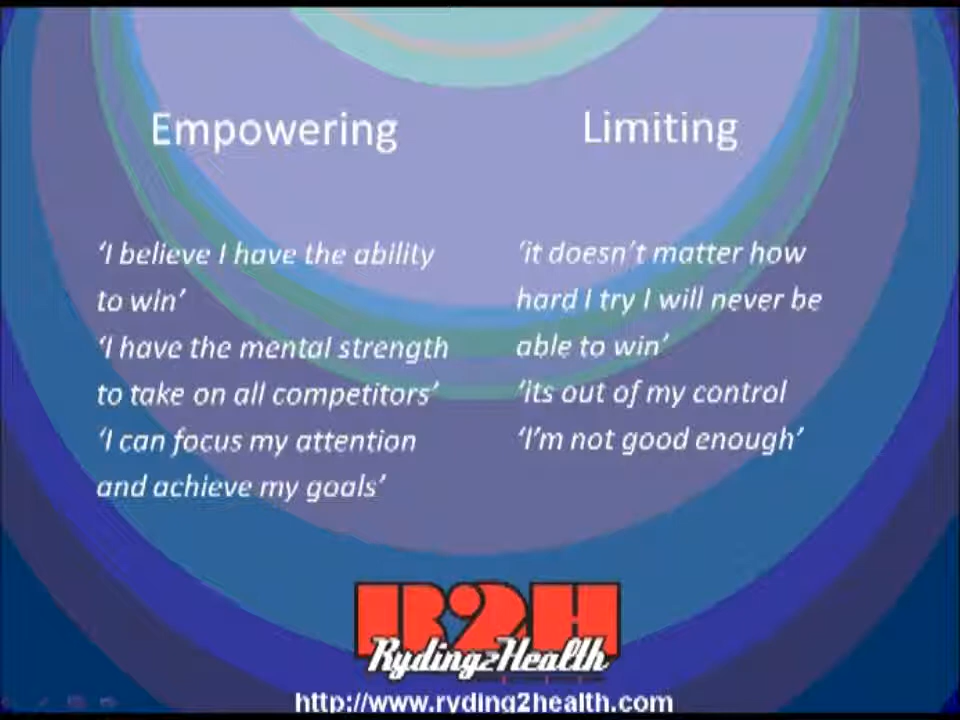 Empowering
‘I believe I have the ability
to win’
‘I have the mental strength
to take on all competitors’
‘I can focus my attention
and achieve my goals’
Limiting
‘it doesn’t matter how
hard I try I will never be
able to win’
‘its out of my control
‘I’m not good enough’
R2H
Ryding2Health
http://www.ryding2health.com